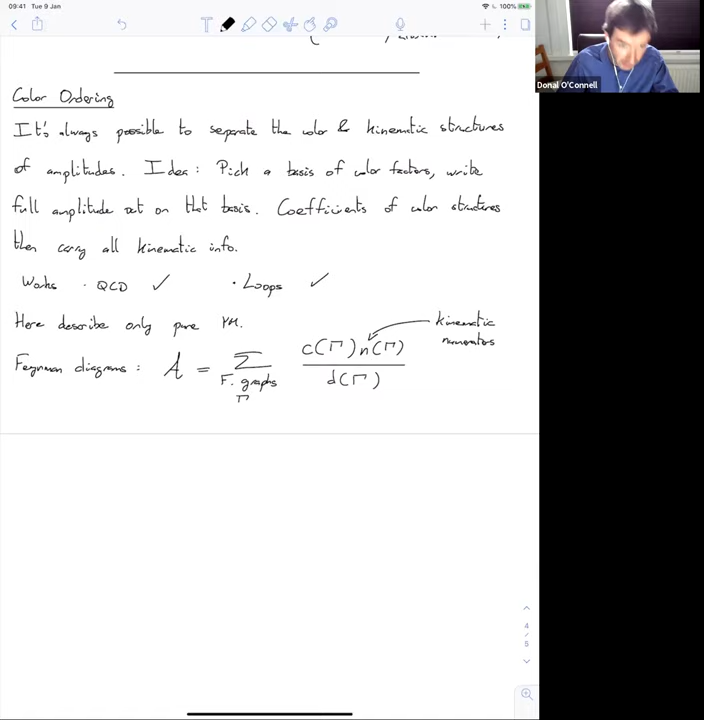 09:41 Tue 9 Jan
100%
Donal O'Connell
Color Ordering
It's always possible to separate the color & kinematic structures
of amplitudes. Idea: Pick a basis of color factors, write
full amplitude out on that basis. Coefficients of color structures
then carry all kinematic info.
Works · QCD ✓ · Loops ✓
Here describe only pure YM.
kinematic
numerators
Feynman diagrams: A = Σ c(Γ) n(Γ) / d(Γ)
F. graphs
Γ
4
/
5